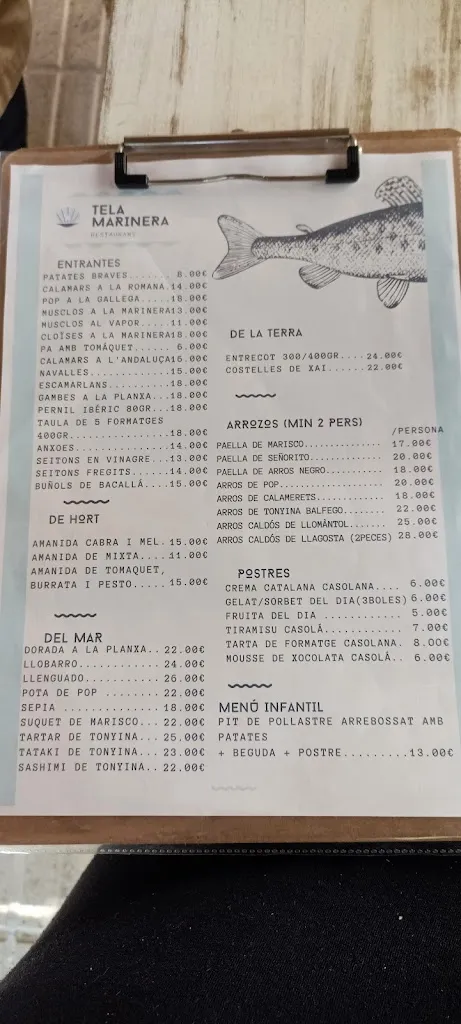 TELA
MARINERA
RESTAURANT
ENTRANTES
PATATES BRAVES....... 8.00€
CALAMARS A LA ROMANA.14.00€
POP A LA GALLEGA.....18.00€
MUSCLOS A LA MARINERA13.00€
MUSCLOS AL VAPOR.....11.00€
CLOÏSES A LA MARINERA18.00€
PA AMB TOMÀQUET...... 6.00€
CALAMARS A L'ANDALUÇA16.00€
NAVALLES.............15.00€
ESCAMARLANS..........18.00€
GAMBES A LA PLANXA...18.00€
PERNIL IBÈRIC 80GR...18.00€
TAULA DE 5 FORMATGES
400GR................18.00€
ANXOES...............14.00€
SEITONS EN VINAGRE...13.00€
SEITONS FREGITS......14.00€
BUÑOLS DE BACALLÁ....15.00€
DE HORT
AMANIDA CABRA I MEL.15.00€
AMANIDA DE MIXTA....11.00€
AMANIDA DE TOMAQUET,
BURRATA I PESTO.....15.00€
DEL MAR
DORADA A LA PLANXA.. 22.00€
LLOBARRO............ 24.00€
LLENGUADO........... 26.00€
POTA DE POP ........ 22.00€
SEPIA .............. 18.00€
SUQUET DE MARISCO... 22.00€
TARTAR DE TONYINA... 25.00€
TATAKI DE TONYINA... 23.00€
SASHIMI DE TONYINA.. 22.00€
DE LA TERRA
ENTRECOT 300/400GR.... 24.00€
COSTELLES DE XAI...... 22.00€
ARROZOS (MIN 2 PERS)
/PERSONA
PAELLA DE MARISCO............... 17.00€
PAELLA DE SEÑORITO.............. 20.00€
PAELLA DE ARROS NEGRO........... 18.00€
ARROS DE POP.................... 20.00€
ARROS DE CALAMERETS............. 18.00€
ARROS DE TONYINA BALFEGO........ 22.00€
ARROS CALDÓS DE LLOMÀNTOL....... 25.00€
ARROS CALDÓS DE LLAGOSTA (2PECES) 28.00€
POSTRES
CREMA CATALANA CASOLANA.... 6.00€
GELAT/SORBET DEL DIA(3BOLES) 6.00€
FRUITA DEL DIA ............ 5.00€
TIRAMISU CASOLÀ............ 7.00€
TARTA DE FORMATGE CASOLANA. 8.00€
MOUSSE DE XOCOLATA CASOLÀ.. 6.00€
MENÚ INFANTIL
PIT DE POLLASTRE ARREBOSSAT AMB
PATATES
+ BEGUDA + POSTRE.........13.00€